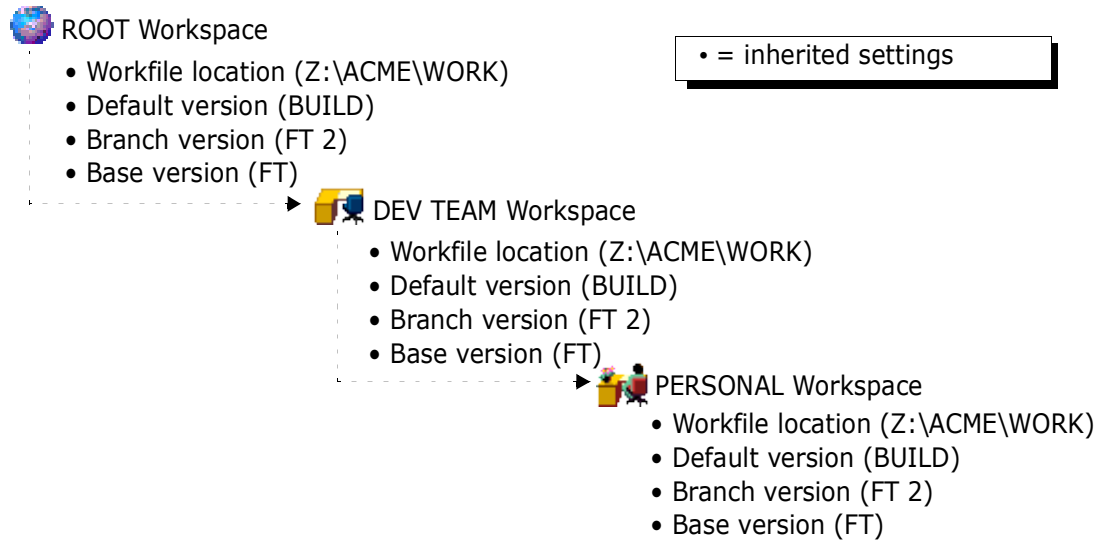 ROOT Workspace
• Workfile location (Z:\ACME\WORK)
• Default version (BUILD)
• Branch version (FT 2)
• Base version (FT)
• = inherited settings
DEV TEAM Workspace
• Workfile location (Z:\ACME\WORK)
• Default version (BUILD)
• Branch version (FT 2)
• Base version (FT)
PERSONAL Workspace
• Workfile location (Z:\ACME\WORK)
• Default version (BUILD)
• Branch version (FT 2)
• Base version (FT)